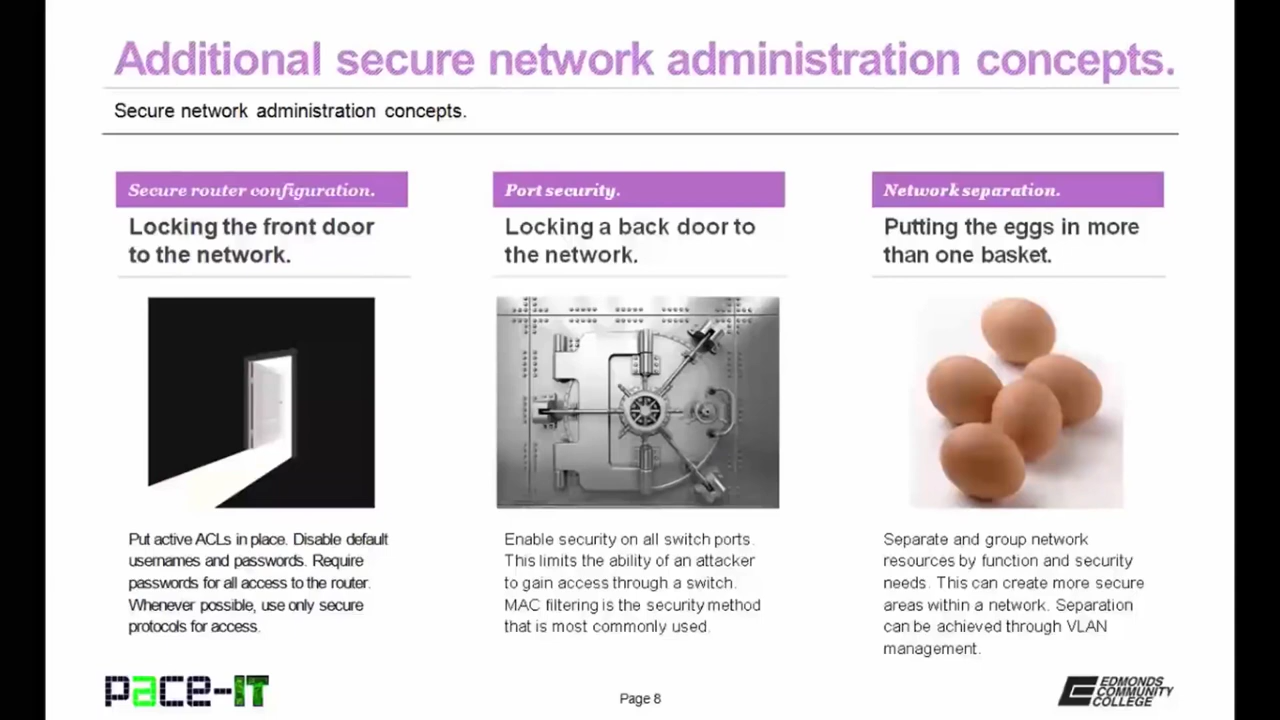 Additional secure network administration concepts.
Secure network administration concepts.
Secure router configuration.
Locking the front door
to the network.
Put active ACLs in place. Disable default
usernames and passwords. Require
passwords for all access to the router.
Whenever possible, use only secure
protocols for access.
Port security.
Locking a back door to
the network.
Enable security on all switch ports.
This limits the ability of an attacker
to gain access through a switch.
MAC filtering is the security method
that is most commonly used.
Network separation.
Putting the eggs in more
than one basket.
Separate and group network
resources by function and security
needs. This can create more secure
areas within a network. Separation
can be achieved through VLAN
management.
pace-IT
Page 8
EDMONDS
COMMUNITY
COLLEGE